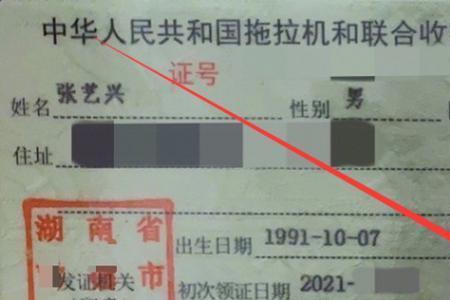 中华人民共和国拖拉机和联合收
证号
姓名 张艺兴 性别 男
住址
湖南省
出生日期 1991-10-07
市
发证机关 初次领证日期 2021-